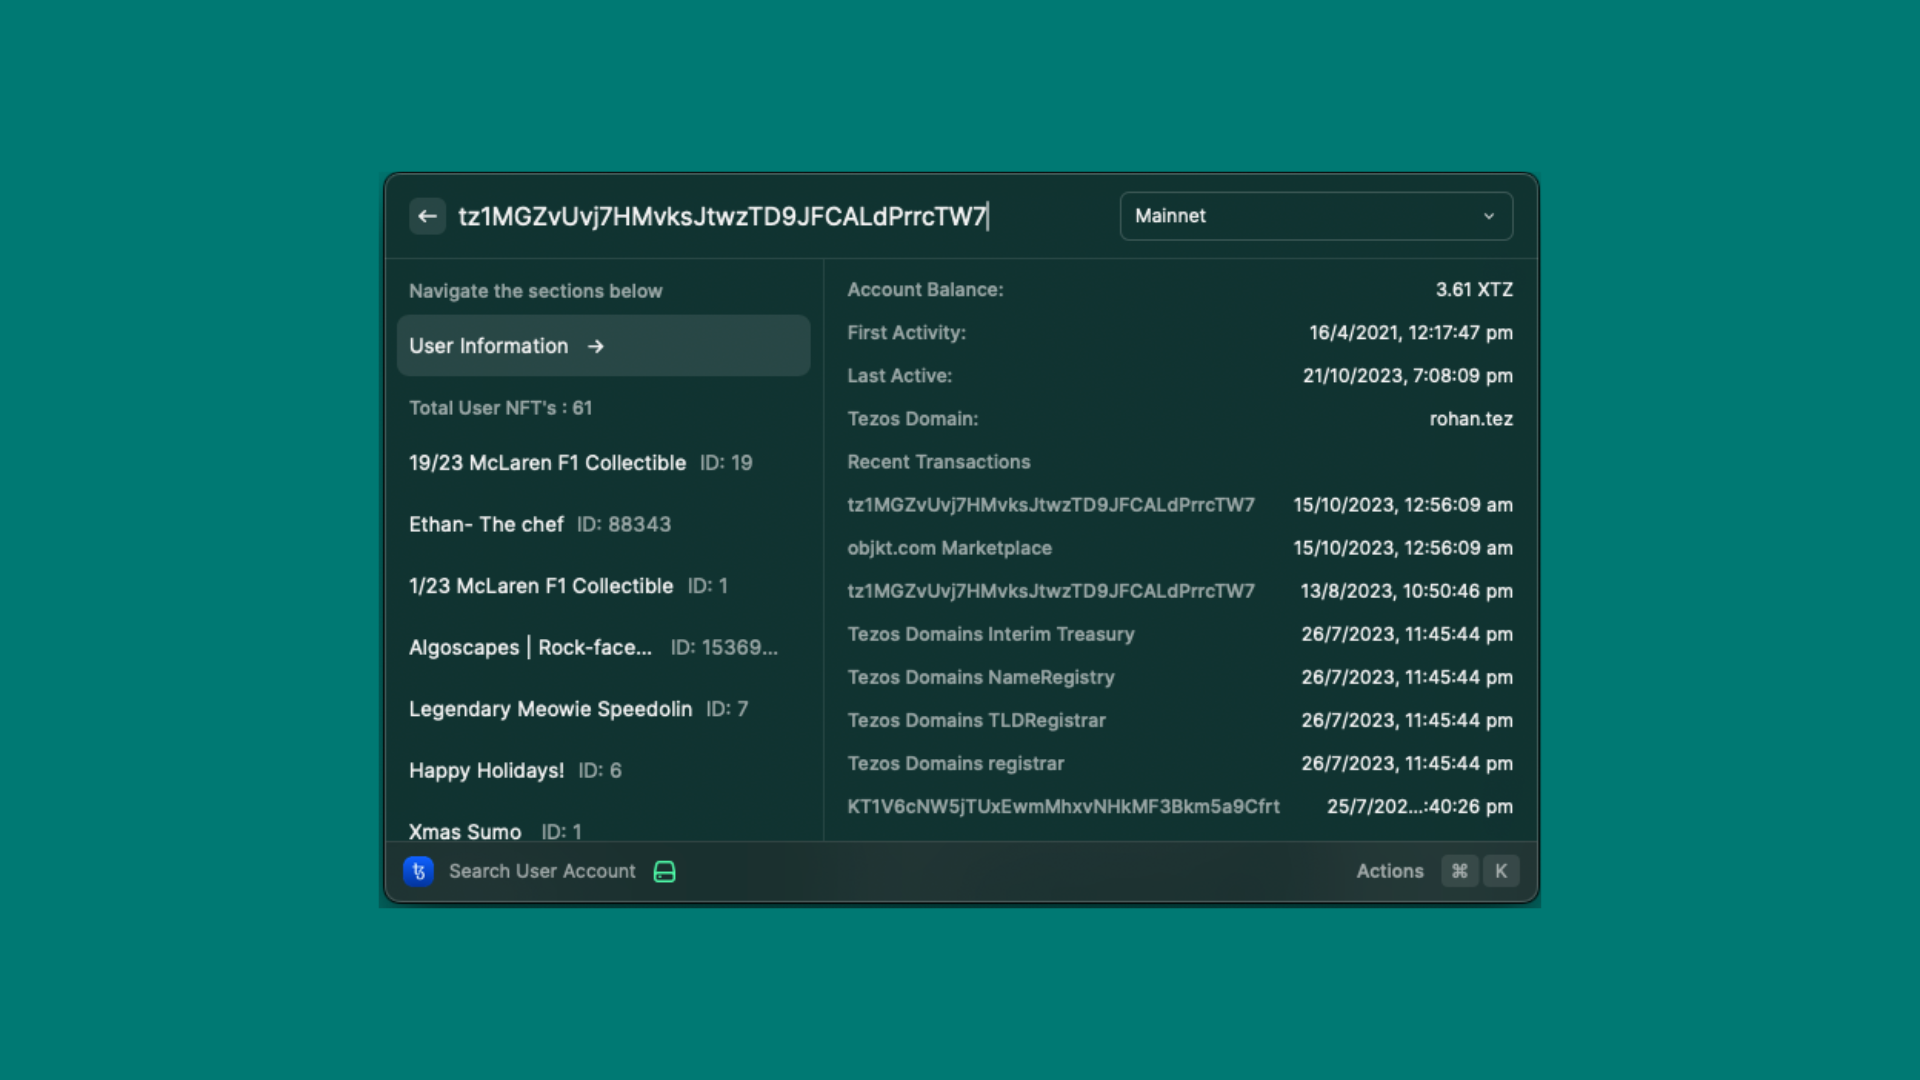 tz1MGZvUvj7HMvksJtwzTD9JFCALdPrrcTW7
Mainnet
Navigate the sections below
User Information →
Total User NFT's : 61
19/23 McLaren F1 Collectible ID: 19
Ethan- The chef ID: 88343
1/23 McLaren F1 Collectible ID: 1
Algoscapes | Rock-face... ID: 15369...
Legendary Meowie Speedolin ID: 7
Happy Holidays! ID: 6
Xmas Sumo ID: 1
Account Balance: 3.61 XTZ
First Activity: 16/4/2021, 12:17:47 pm
Last Active: 21/10/2023, 7:08:09 pm
Tezos Domain: rohan.tez
Recent Transactions
tz1MGZvUvj7HMvksJtwzTD9JFCALdPrrcTW7 15/10/2023, 12:56:09 am
objkt.com Marketplace 15/10/2023, 12:56:09 am
tz1MGZvUvj7HMvksJtwzTD9JFCALdPrrcTW7 13/8/2023, 10:50:46 pm
Tezos Domains Interim Treasury 26/7/2023, 11:45:44 pm
Tezos Domains NameRegistry 26/7/2023, 11:45:44 pm
Tezos Domains TLDRegistrar 26/7/2023, 11:45:44 pm
Tezos Domains registrar 26/7/2023, 11:45:44 pm
KT1V6cNW5jTUxEwmMhxvNHkMF3Bkm5a9Cfrt 25/7/202...:40:26 pm
Search User Account
Actions ⌘ K